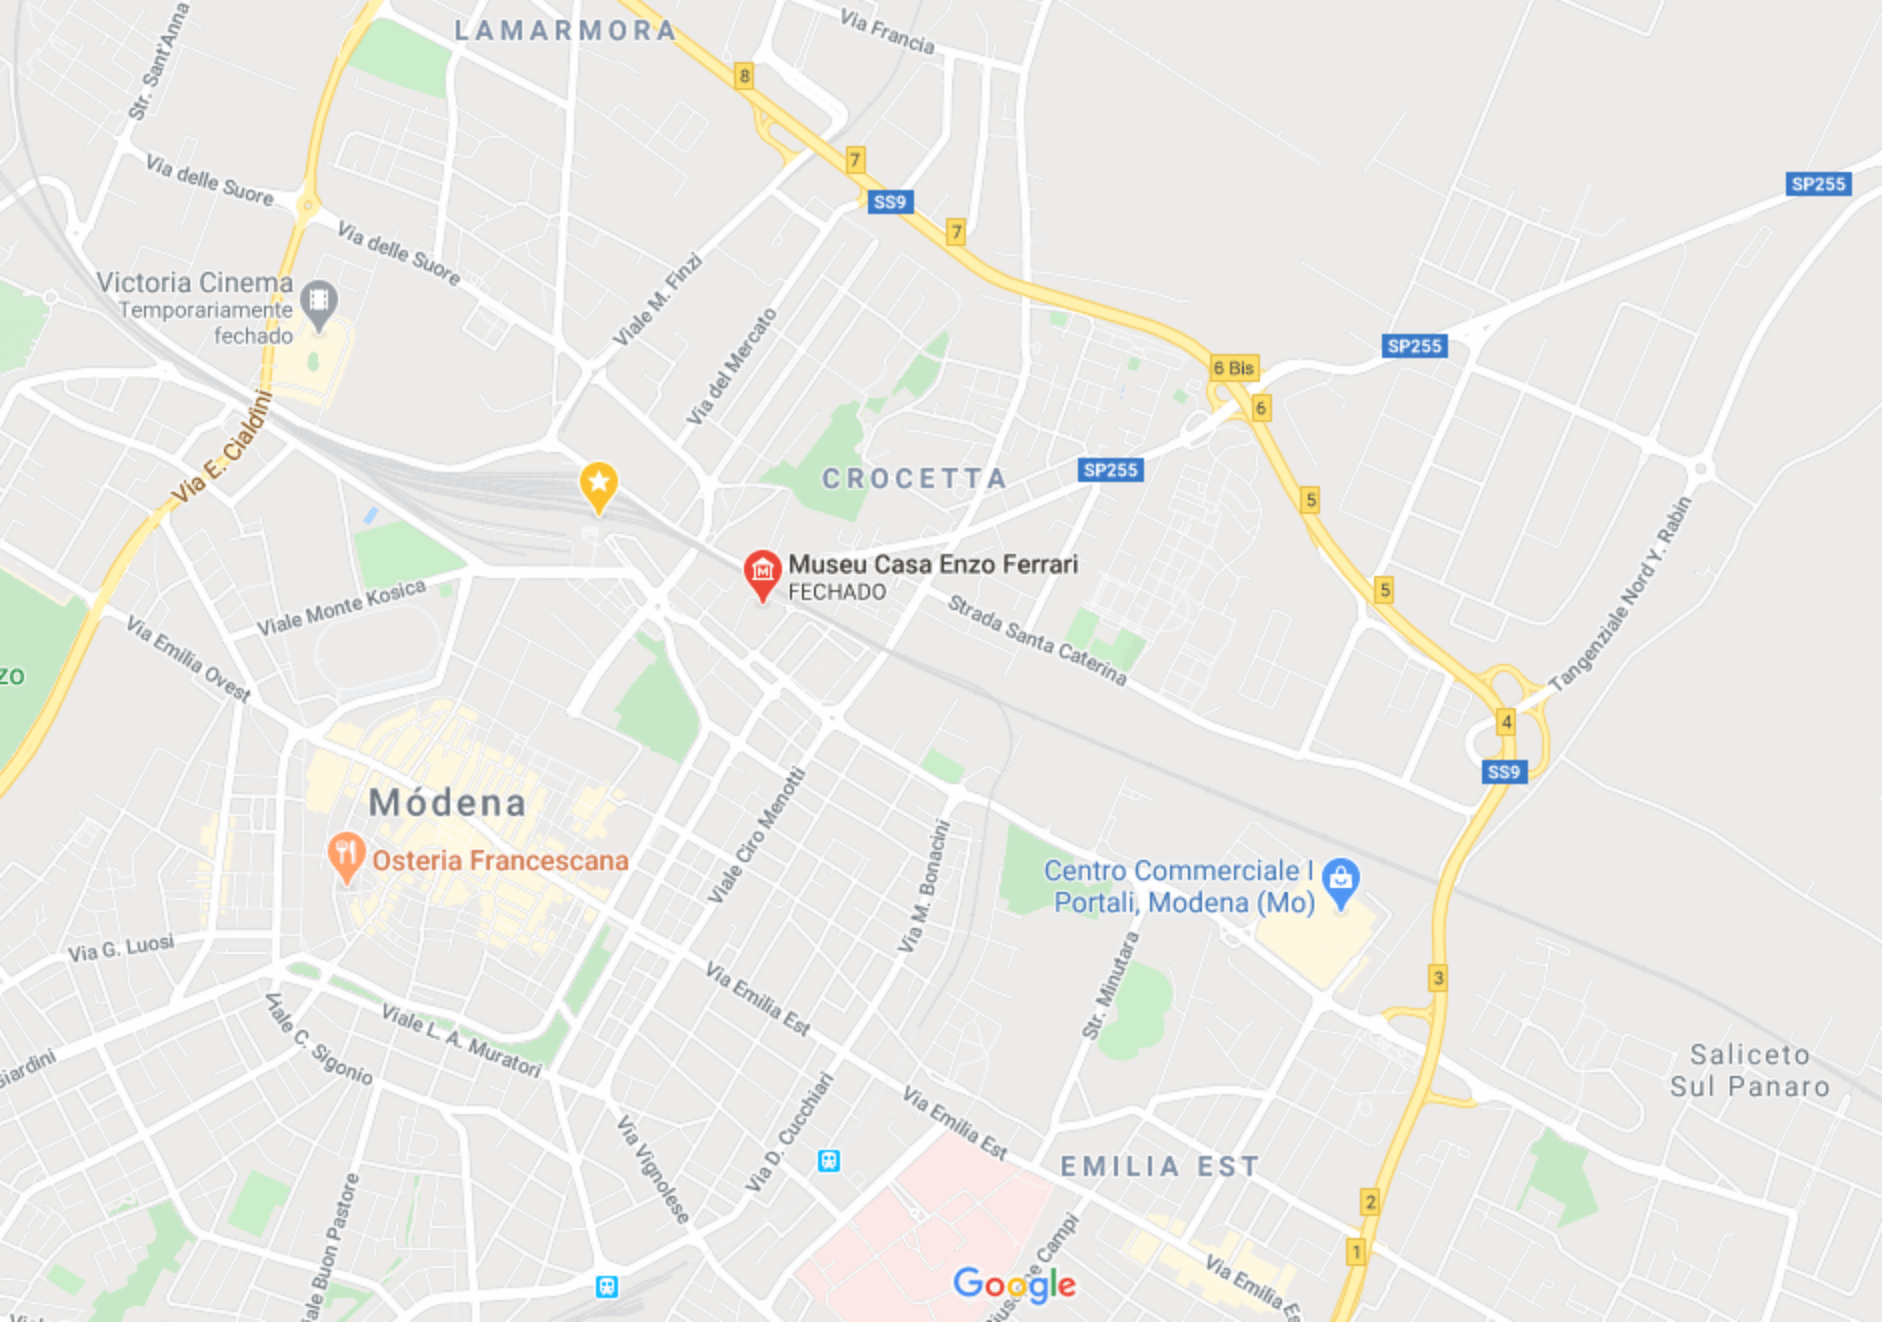 LAMARMORA
Via Francia
Str. Sant'Anna
8
7
SS9
7
SP255
Via delle Suore
Via delle Suore
Victoria Cinema
Temporariamente
fechado
Viale M. Finzi
Via del Mercato
SP255
6 Bis
6
Via E. Cialdini
CROCETTA
SP255
5
Museu Casa Enzo Ferrari
FECHADO
5
Viale Monte Kosica
Strada Santa Caterina
Tangenziale Nord Y. Rabin
Via Emilia Ovest
zo
4
SS9
Módena
Osteria Francescana
Viale Ciro Menotti
Via M. Bonacini
Centro Commerciale I
Portali, Modena (Mo)
Via G. Luosi
Via Emilia Est
Str. Minutara
3
Viale C. Sigonio
Viale L. A. Muratori
Giardini
Saliceto
Sul Panaro
Via Vignolese
Via D. Cucchiari
Via Emilia Est
EMILIA EST
2
1
iale Buon Pastore
Google
Campi
Via Emilia Es